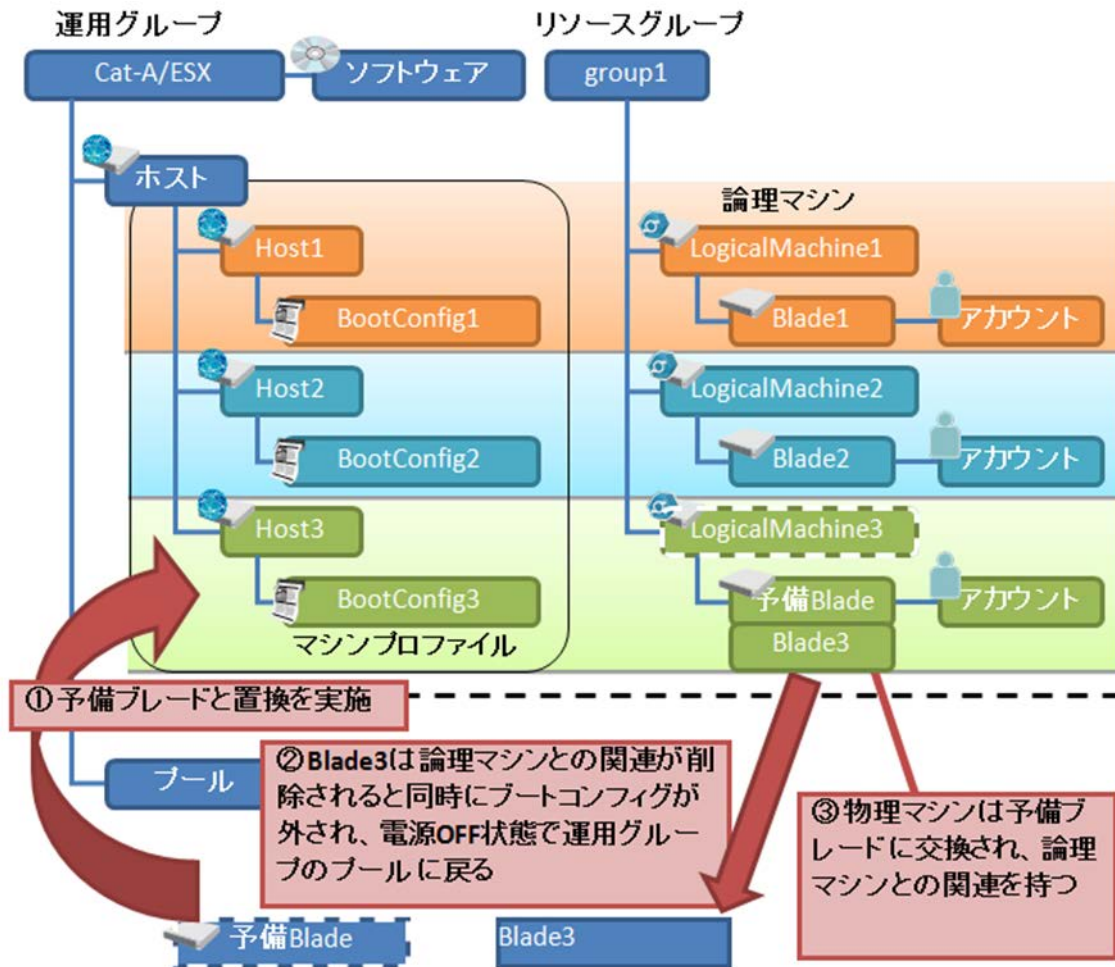 運用グループ
リソースグループ
Cat-A/ESX
ソフトウェア
group1
ホスト
論理マシン
Host1
LogicalMachine1
BootConfig1
Blade1
アカウント
Host2
LogicalMachine2
BootConfig2
Blade2
アカウント
Host3
LogicalMachine3
BootConfig3
予備Blade
アカウント
マシンプロファイル
Blade3
①予備ブレードと置換を実施
プール
②Blade3は論理マシンとの関連が削
除されると同時にブートコンフィグが
外され、電源OFF状態で運用グルー
プのプールに戻る
③物理マシンは予備ブ
レードに交換され、論理
マシンとの関連を持つ
予備Blade
Blade3